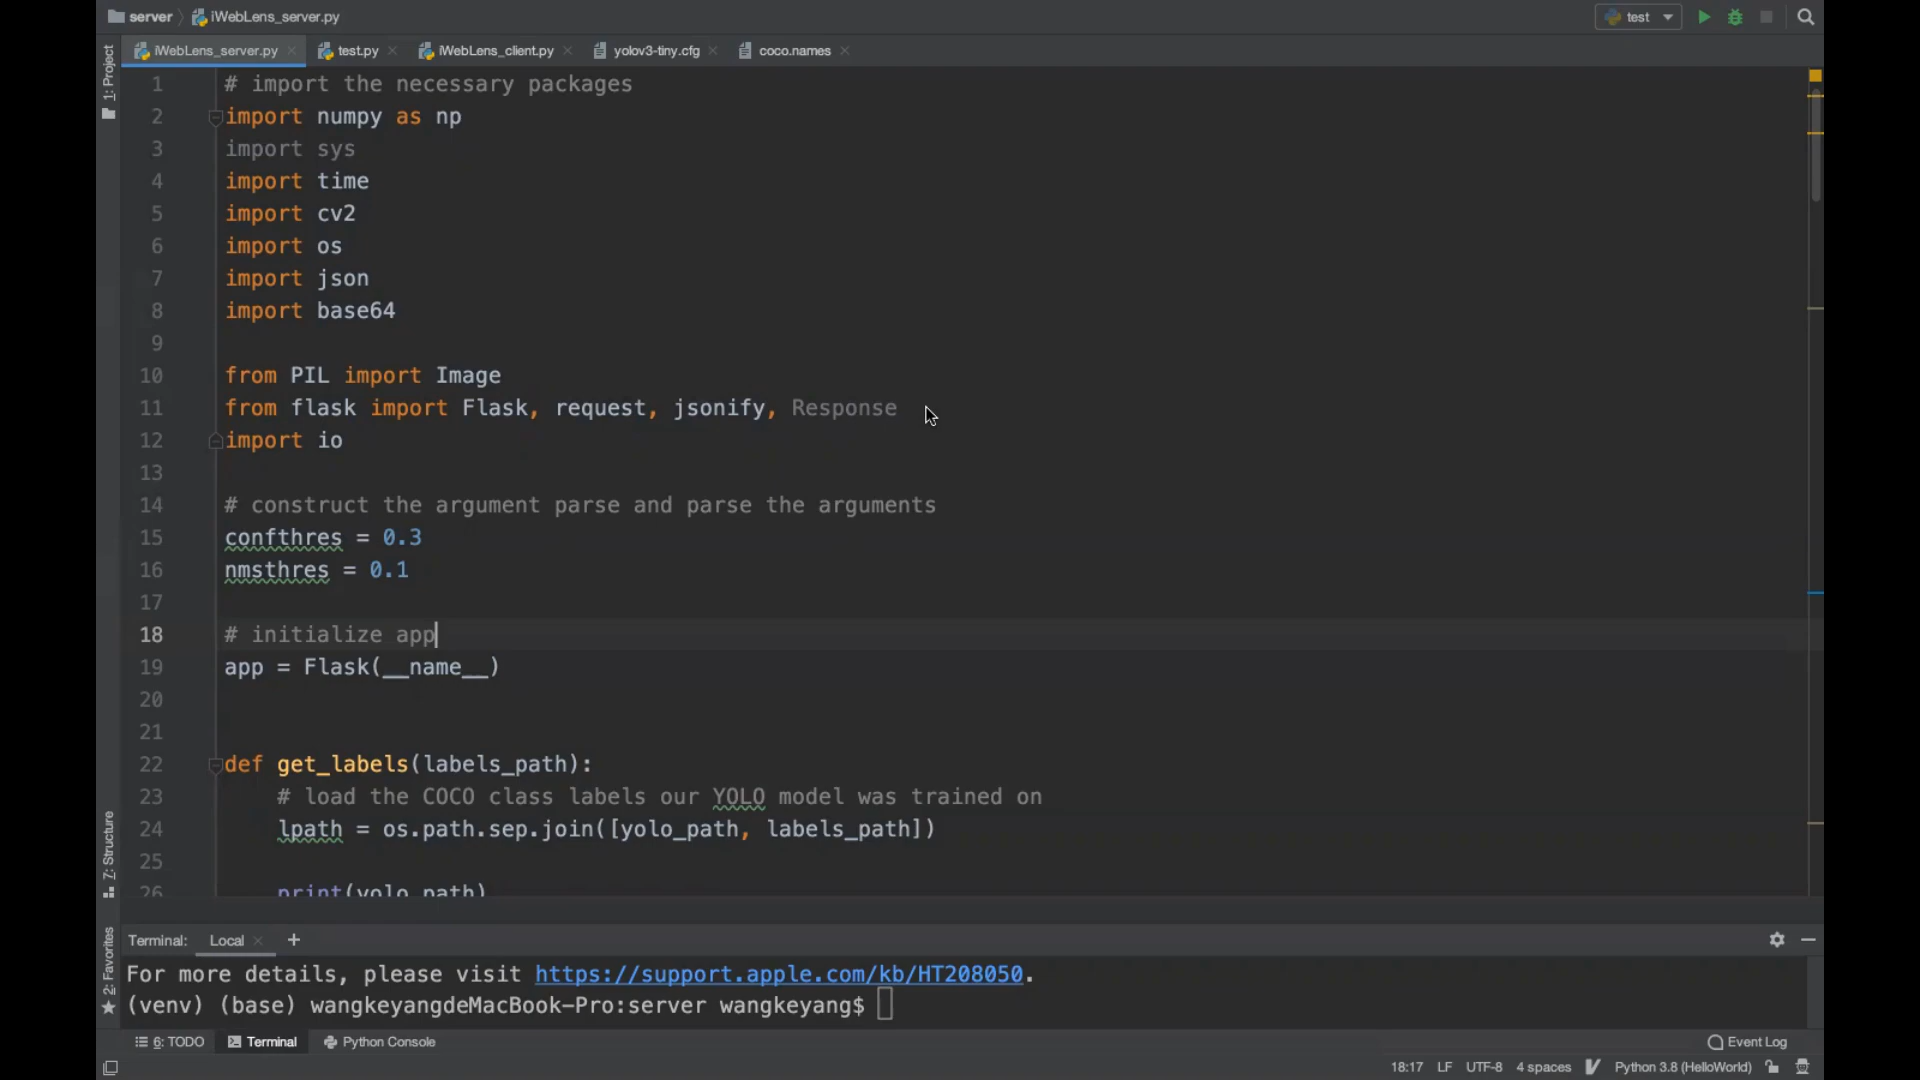 server iWebLens_server.py test
iWebLens_server.py test.py iWebLens_client.py yolov3-tiny.cfg coco.names
1: Project
1 # import the necessary packages
2 import numpy as np
3 import sys
4 import time
5 import cv2
6 import os
7 import json
8 import base64
9
10 from PIL import Image
11 from flask import Flask, request, jsonify, Response
12 import io
13
14 # construct the argument parse and parse the arguments
15 confthres = 0.3
16 nmsthres = 0.1
17
18 # initialize app
19 app = Flask(__name__)
20
21
22 def get_labels(labels_path):
23 # load the COCO class labels our YOLO model was trained on
24 lpath = os.path.sep.join([yolo_path, labels_path])
25
26 print(yolo_path)
7: Structure
2: Favorites
Terminal: Local +
For more details, please visit https://support.apple.com/kb/HT208050.
(venv) (base) wangkeyangdeMacBook-Pro:server wangkeyang$
6: TODO Terminal Python Console Event Log
18:17 LF UTF-8 4 spaces Python 3.8 (HelloWorld)